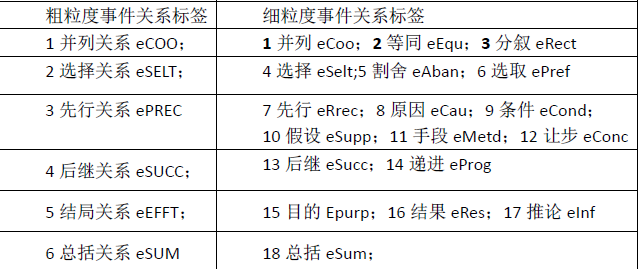 粗粒度事件关系标签 细粒度事件关系标签
1 并列关系 eCOO； 1 并列 eCoo；2 等同 eEqu；3 分叙 eRect
2 选择关系 eSELT； 4 选择 eSelt;5 割舍 eAban；6 选取 ePref
3 先行关系 ePREC 7 先行 eRrec；8 原因 eCau；9 条件 eCond；
10 假设 eSupp；11 手段 eMetd；12 让步 eConc
4 后继关系 eSUCC； 13 后继 eSucc；14 递进 eProg
5 结局关系 eEFFT； 15 目的 Epurp；16 结果 eRes；17 推论 eInf
6 总括关系 eSUM 18 总括 eSum；